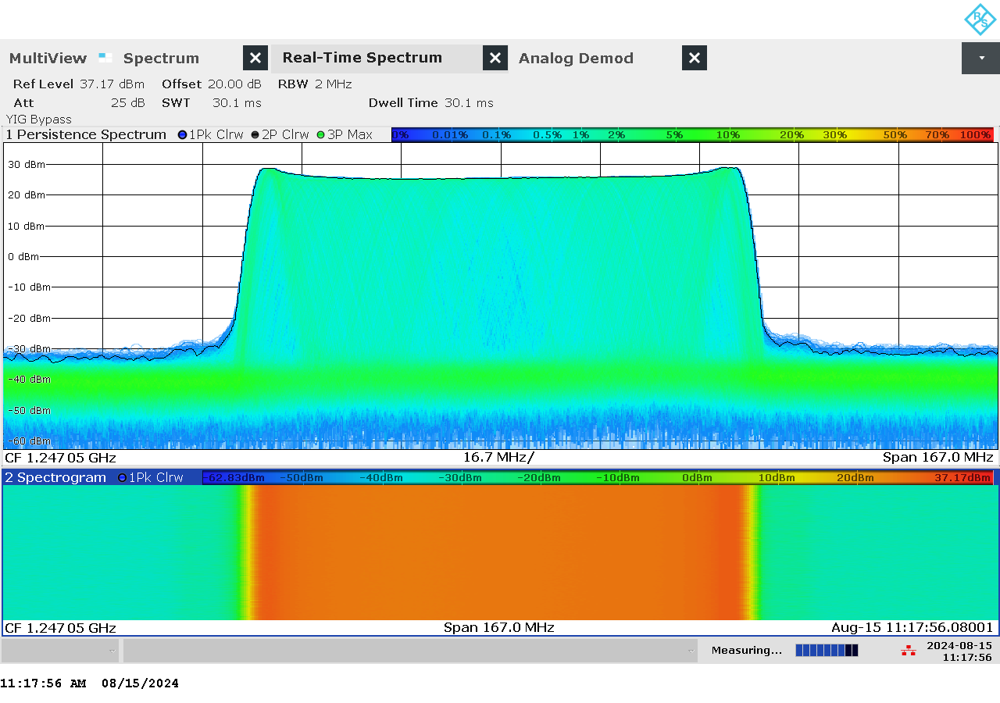 R&S
MultiView Spectrum Real-Time Spectrum Analog Demod
Ref Level 37.17 dBm Offset 20.00 dB RBW 2 MHz
Att 25 dB SWT 30.1 ms Dwell Time 30.1 ms
YIG Bypass
1 Persistence Spectrum 1Pk Clrw 2P Clrw 3P Max 0% 0.01% 0.1% 0.5% 1% 2% 5% 10% 20% 30% 50% 70% 100%
30 dBm
20 dBm
10 dBm
0 dBm
-10 dBm
-20 dBm
-30 dBm
-40 dBm
-50 dBm
-60 dBm
CF 1.24705 GHz 16.7 MHz/ Span 167.0 MHz
2 Spectrogram 1Pk Clrw -62.83dBm -50dBm -40dBm -30dBm -20dBm -10dBm 0dBm 10dBm 20dBm 37.17dBm
CF 1.24705 GHz Span 167.0 MHz Aug-15 11:17:56.08001
Measuring... 2024-08-15
11:17:56
11:17:56 AM 08/15/2024